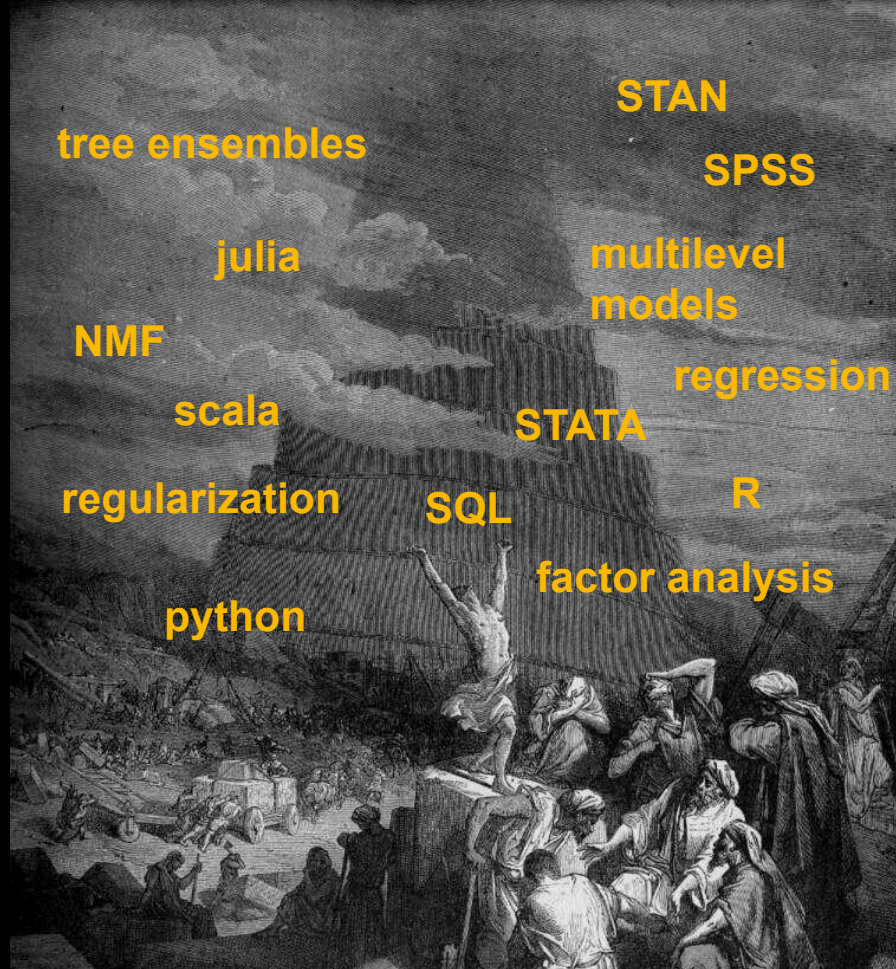 STAN
tree ensembles
SPSS
julia
multilevel
models
NMF
regression
scala
STATA
regularization
SQL
R
factor analysis
python